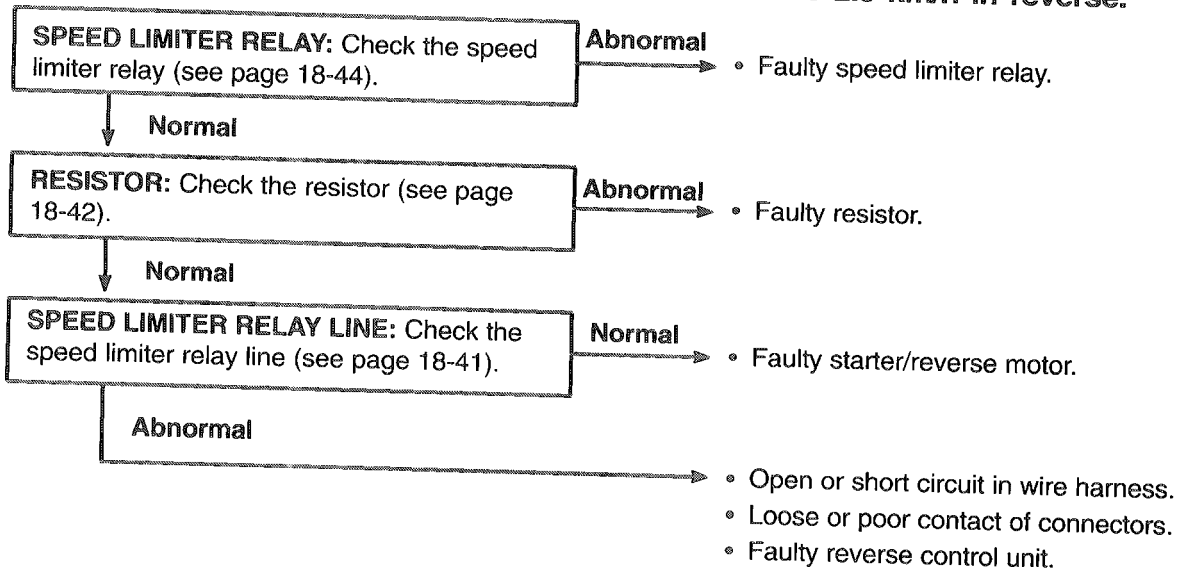 in reverse.
SPEED LIMITER RELAY: Check the speed
limiter relay (see page 18-44).
Abnormal
• Faulty speed limiter relay.
Normal
RESISTOR: Check the resistor (see page
18-42).
Abnormal
• Faulty resistor.
Normal
SPEED LIMITER RELAY LINE: Check the
speed limiter relay line (see page 18-41).
Normal
• Faulty starter/reverse motor.
Abnormal
• Open or short circuit in wire harness.
• Loose or poor contact of connectors.
• Faulty reverse control unit.